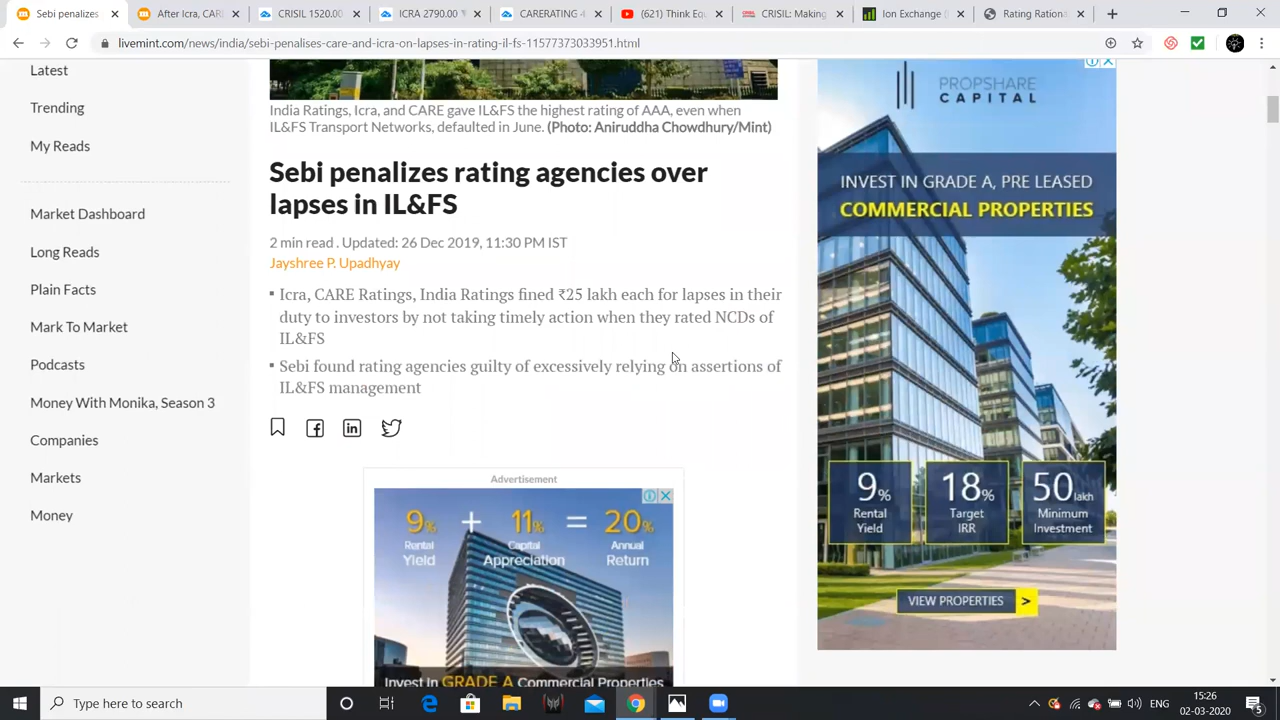 Sebi penalizes
After Icra, CARE
CRISIL 1520.00
ICRA 2790.00
CARERATING 4
(621) Think Equ
CRISIL: Making
Ion Exchange (I
Rating Rationa
livemint.com/news/india/sebi-penalises-care-and-icra-on-lapses-in-rating-il-fs-11577373033951.html
Latest
Trending
My Reads
Market Dashboard
Long Reads
Plain Facts
Mark To Market
Podcasts
Money With Monika, Season 3
Companies
Markets
Money
India Ratings, Icra, and CARE gave IL&FS the highest rating of AAA, even when
IL&FS Transport Networks, defaulted in June. (Photo: Aniruddha Chowdhury/Mint)
Sebi penalizes rating agencies over
lapses in IL&FS
2 min read . Updated: 26 Dec 2019, 11:30 PM IST
Jayshree P. Upadhyay
Icra, CARE Ratings, India Ratings fined ₹25 lakh each for lapses in their
duty to investors by not taking timely action when they rated NCDs of
IL&FS
Sebi found rating agencies guilty of excessively relying on assertions of
IL&FS management
Advertisement
9% + 11% = 20%
Rental Capital Annual
Yield Appreciation Return
Invest in GRADE A Commercial Properties
PROPSHARE
CAPITAL
INVEST IN GRADE A, PRE LEASED
COMMERCIAL PROPERTIES
9% 18% 50 lakh
Rental Target Minimum
Yield IRR Investment
VIEW PROPERTIES >
Type here to search
15:26
02-03-2020
5